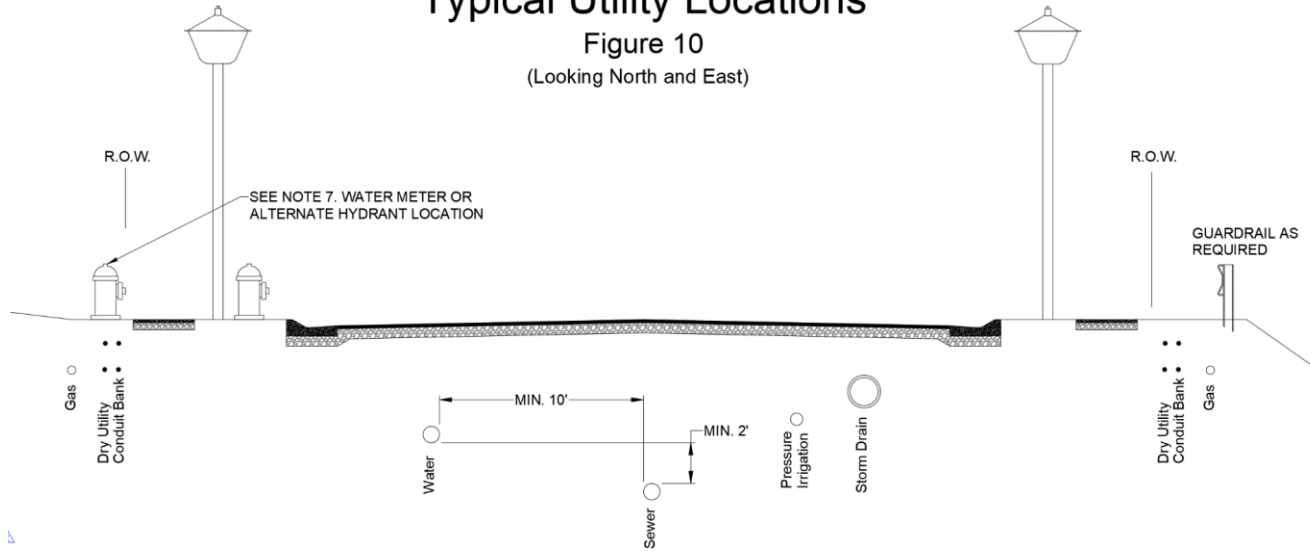 Typical Utility Locations
Figure 10
(Looking North and East)
R.O.W.
R.O.W.
SEE NOTE 7. WATER METER OR
ALTERNATE HYDRANT LOCATION
GUARDRAIL AS
REQUIRED
Gas
Dry Utility
Conduit Bank
MIN. 10'
MIN. 2'
Water
Sewer
Pressure
Irrigation
Storm Drain
Dry Utility
Conduit Bank
Gas